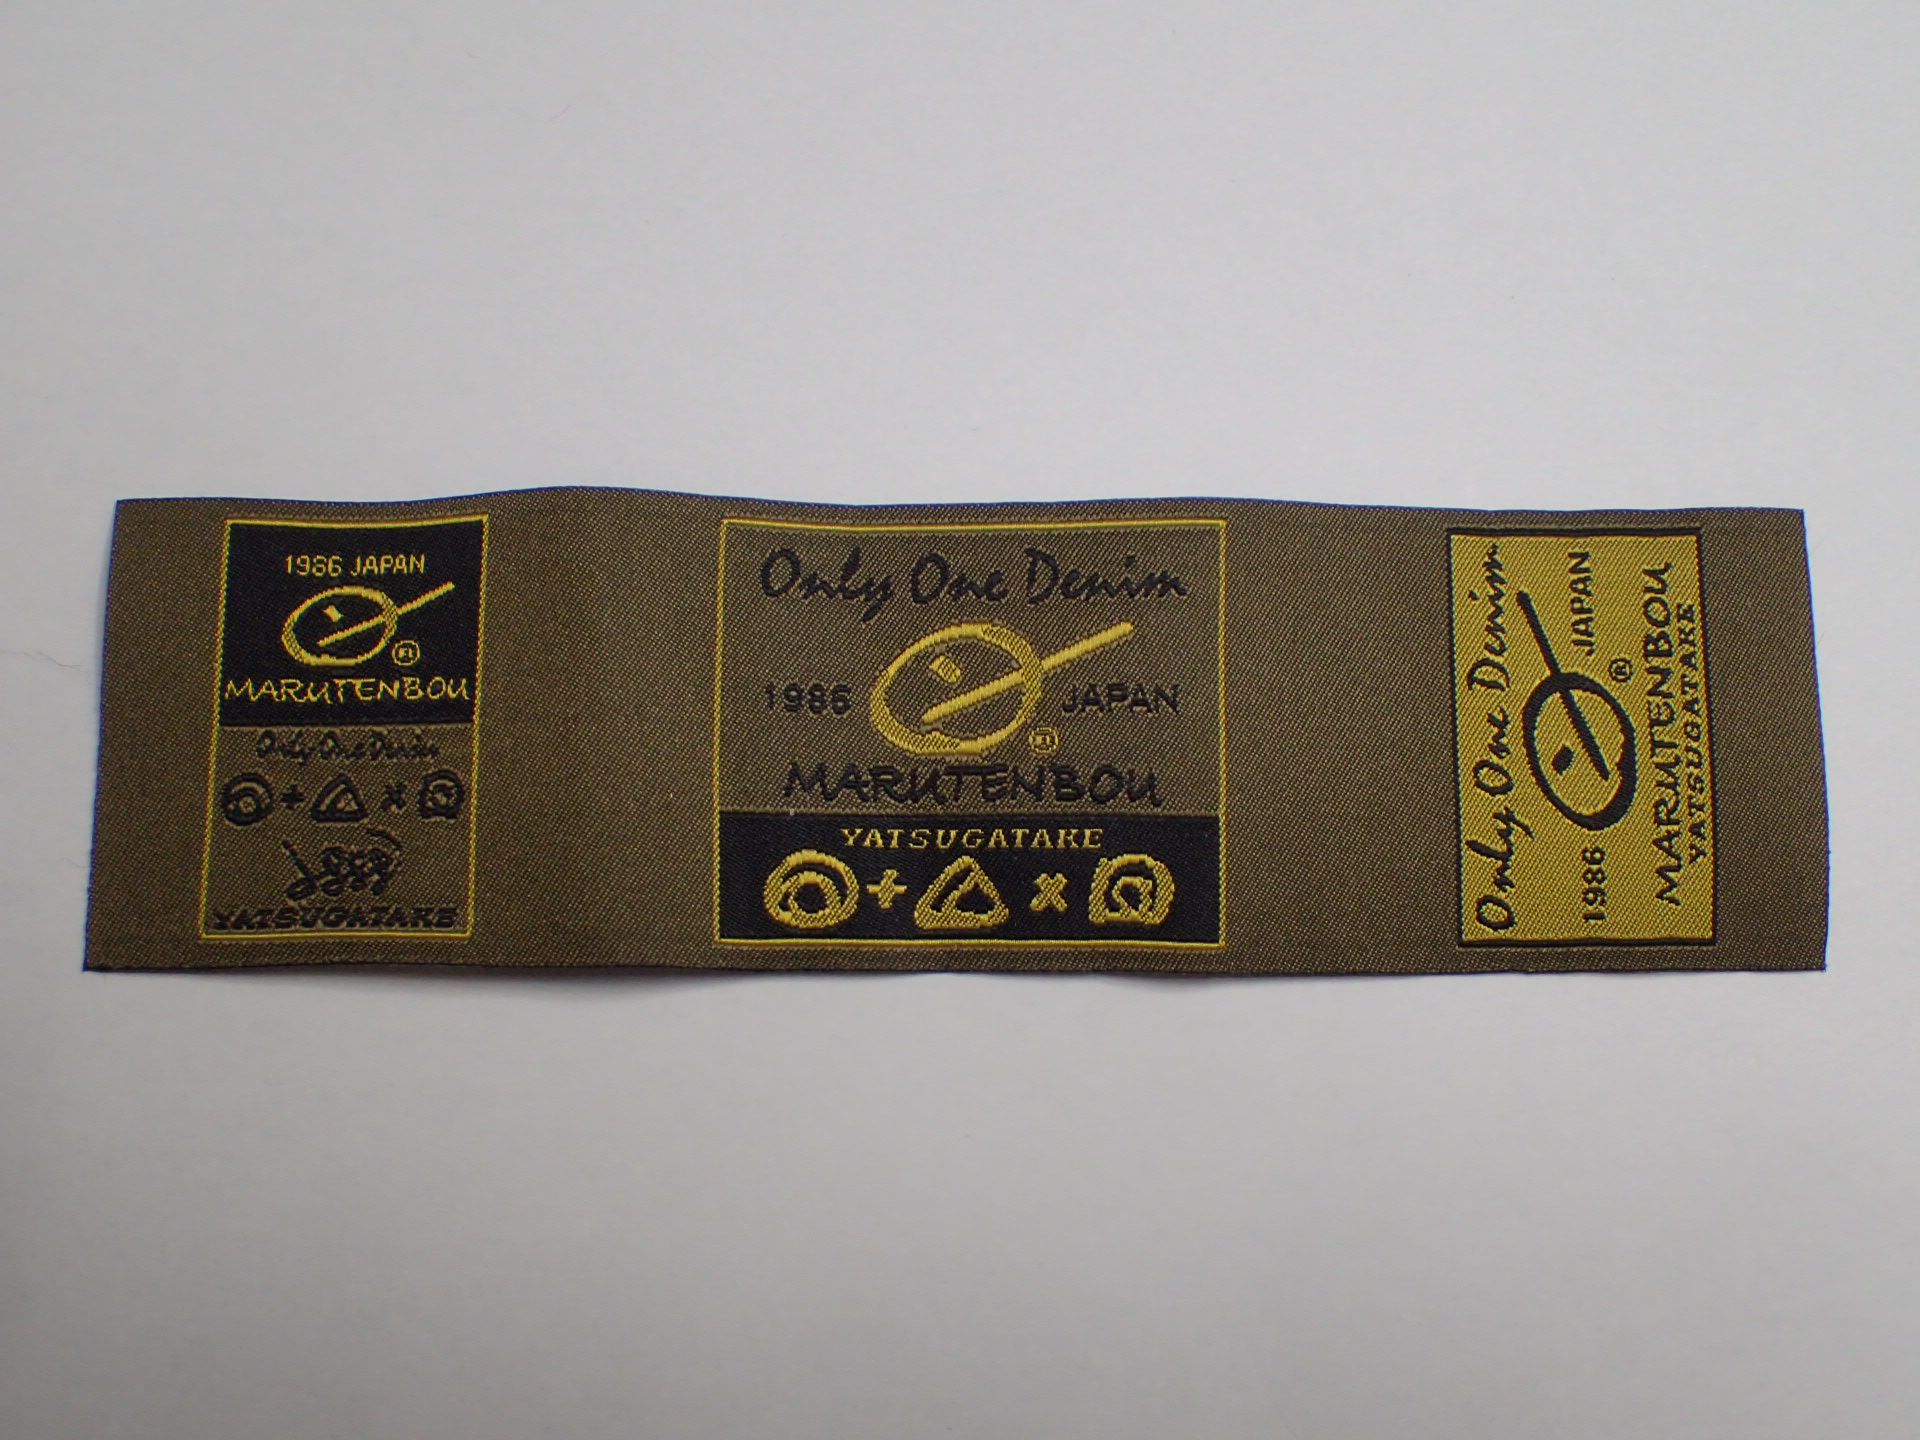 1986 JAPAN
®
MARUTENBOU
Only One Denim
+ x
YATSUGATAKE
Only One Denim
1986 JAPAN
®
MARUTENBOU
YATSUGATAKE
+ x
Only One Denim
1986 JAPAN
®
MARUTENBOU
YATSUGATAKE